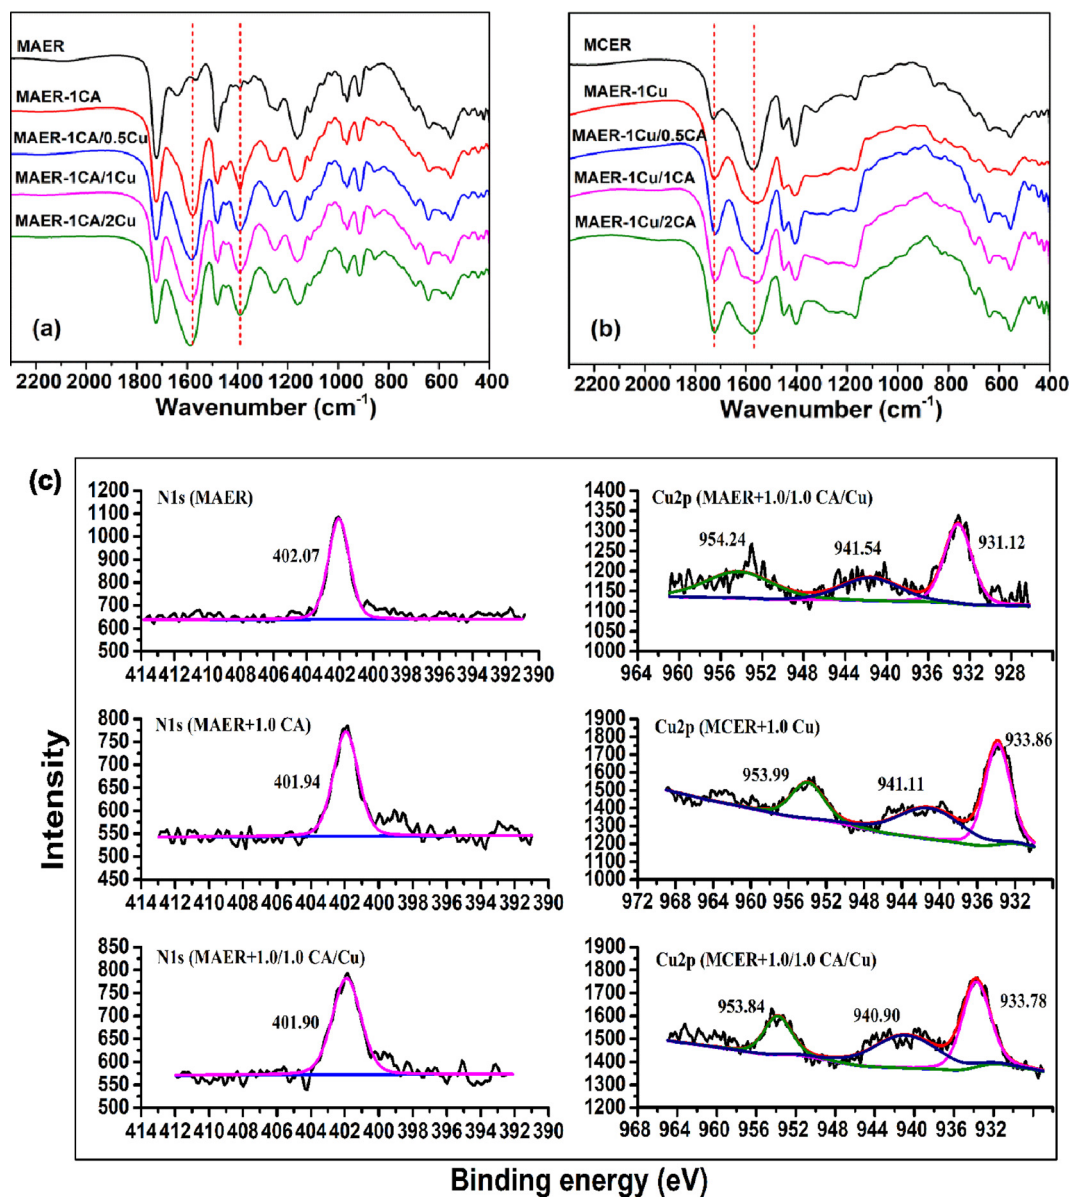 MAER
MAER-1CA
MAER-1CA/0.5Cu
MAER-1CA/1Cu
MAER-1CA/2Cu
(a)
2200 2000 1800 1600 1400 1200 1000 800 600 400
Wavenumber (cm-1)
MCER
MAER-1Cu
MAER-1Cu/0.5CA
MAER-1Cu/1CA
MAER-1Cu/2CA
(b)
2200 2000 1800 1600 1400 1200 1000 800 600 400
Wavenumber (cm-1)
(c)
Intensity
N1s (MAER)
402.07
1200
1100
1000
900
800
700
600
500
414 412 410 408 406 404 402 400 398 396 394 392 390
Cu2p (MAER+1.0/1.0 CA/Cu)
954.24
941.54
931.12
1400
1350
1300
1250
1200
1150
1100
1050
1000
964 960 956 952 948 944 940 936 932 928
N1s (MAER+1.0 CA)
401.94
800
750
700
650
600
550
500
450
414 412 410 408 406 404 402 400 398 396 394 392 390
Cu2p (MCER+1.0 Cu)
953.99
941.11
933.86
1900
1800
1700
1600
1500
1400
1300
1200
1100
1000
972 968 964 960 956 952 948 944 940 936 932
N1s (MAER+1.0/1.0 CA/Cu)
401.90
850
800
750
700
650
600
550
500
414 412 410 408 406 404 402 400 398 396 394 392 390
Cu2p (MCER+1.0/1.0 CA/Cu)
953.84
940.90
933.78
1900
1800
1700
1600
1500
1400
1300
1200
968 964 960 956 952 948 944 940 936 932
Binding energy (eV)